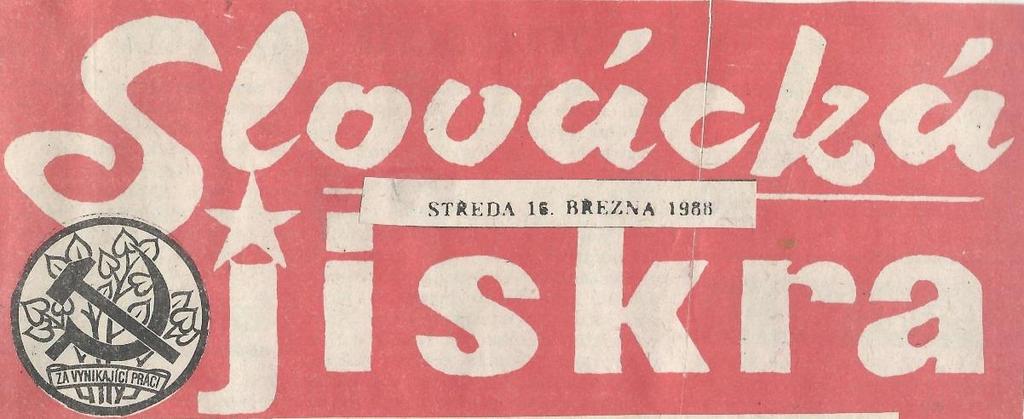 Slovácká
STŘEDA 16. BŘEZNA 1988
jiskra
ZA VYNIKAJÍCÍ PRÁCI